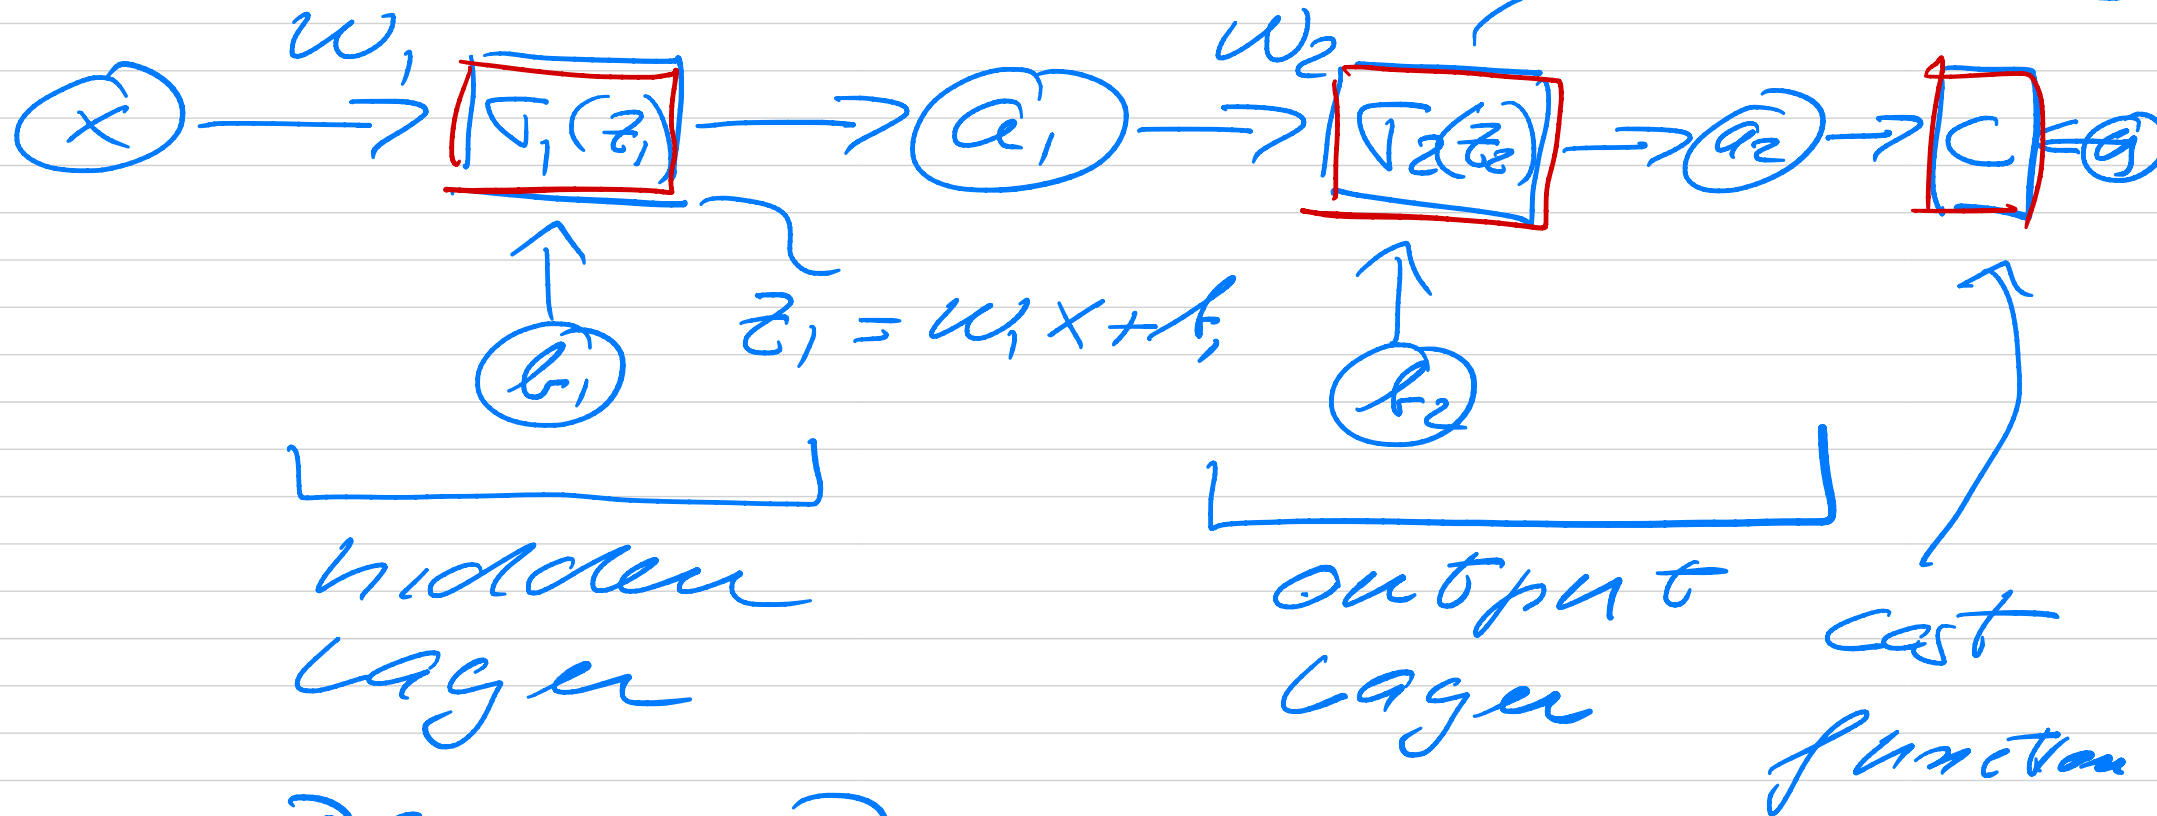 w₁ w₂
x → σ₁(z₁) → a₁ → σ₂(z₂) → a₂ → C ← y
z₁ = w₁x + b₁
b₁ b₂
hidden output
layer layer
cost
function